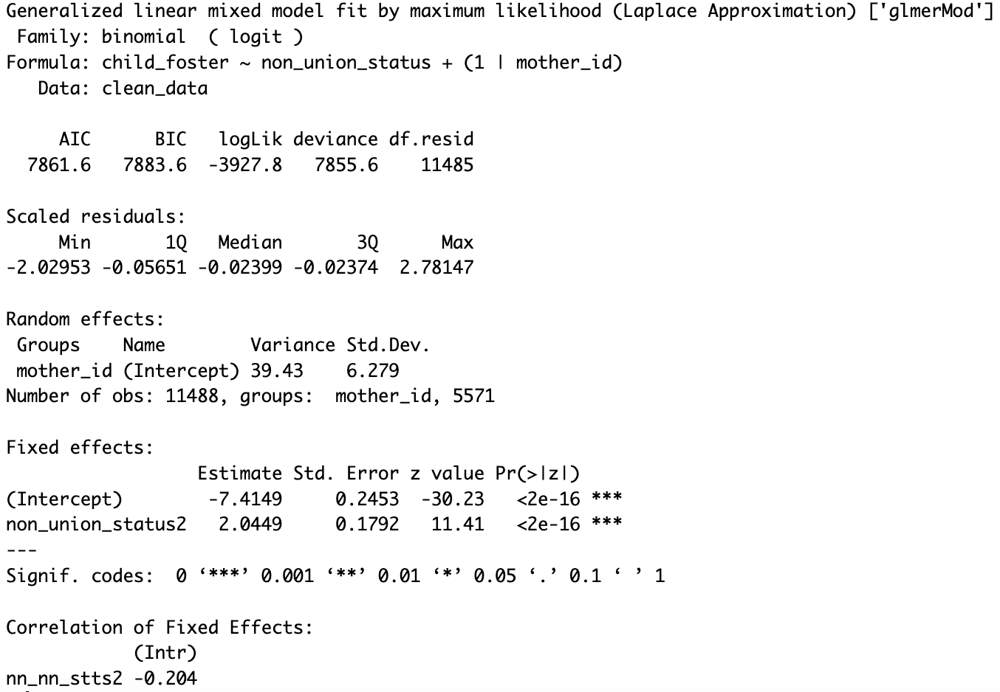 Generalized linear mixed model fit by maximum likelihood (Laplace Approximation) ['glmerMod']
 Family: binomial  ( logit )
Formula: child_foster ~ non_union_status + (1 | mother_id)
   Data: clean_data

     AIC      BIC   logLik deviance df.resid
  7861.6   7883.6  -3927.8   7855.6    11485

Scaled residuals:
     Min       1Q   Median       3Q      Max
-2.02953 -0.05651 -0.02399 -0.02374  2.78147

Random effects:
 Groups    Name        Variance Std.Dev.
 mother_id (Intercept) 39.43    6.279
Number of obs: 11488, groups:  mother_id, 5571

Fixed effects:
                  Estimate Std. Error z value Pr(>|z|)
(Intercept)        -7.4149     0.2453  -30.23   <2e-16 ***
non_union_status2   2.0449     0.1792   11.41   <2e-16 ***
---
Signif. codes:  0 ‘***’ 0.001 ‘**’ 0.01 ‘*’ 0.05 ‘.’ 0.1 ‘ ’ 1

Correlation of Fixed Effects:
            (Intr)
nn_nn_stts2 -0.204